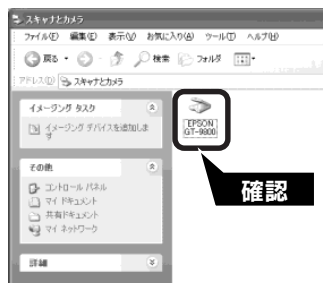 スキャナとカメラ
ファイル(F) 編集(E) 表示(V) お気に入り(A) ツール(T) ヘルプ(H)
戻る 検索 フォルダ
アドレス(D) スキャナとカメラ
イメージング タスク
イメージング デバイスを追加しま
す
EPSON
GT-9800
確認
その他
コントロール パネル
マイ ドキュメント
共有ドキュメント
マイ ネットワーク
詳細